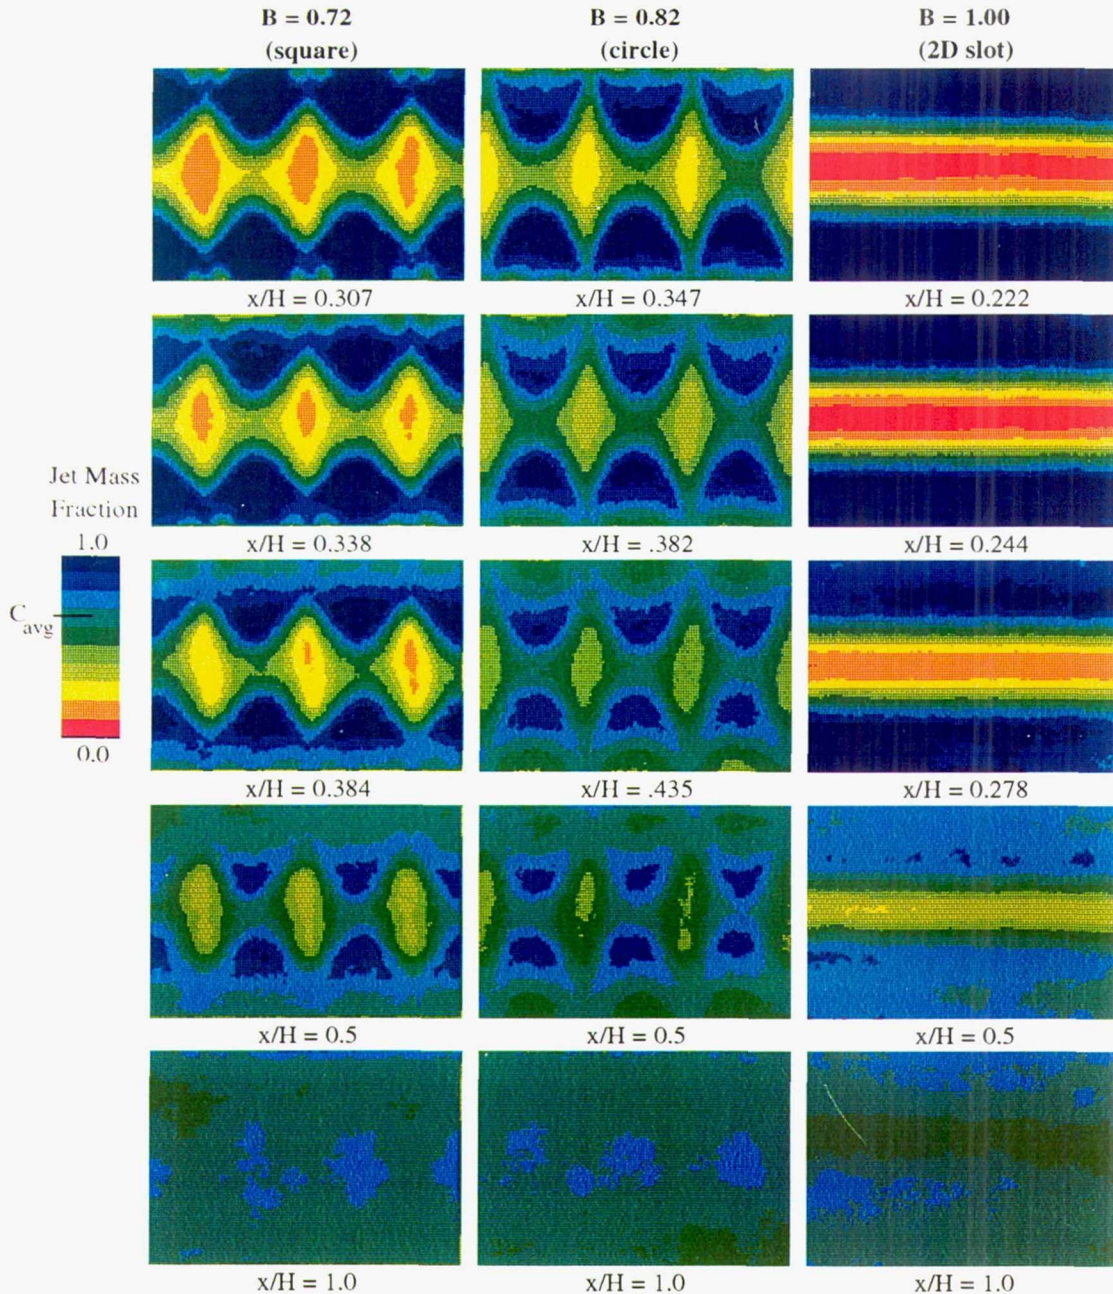 B = 0.72 B = 0.82 B = 1.00
(square) (circle) (2D slot)
x/H = 0.307 x/H = 0.347 x/H = 0.222
x/H = 0.338 x/H = .382 x/H = 0.244
Jet Mass
Fraction
1.0
C avg
0.0
x/H = 0.384 x/H = .435 x/H = 0.278
x/H = 0.5 x/H = 0.5 x/H = 0.5
x/H = 1.0 x/H = 1.0 x/H = 1.0